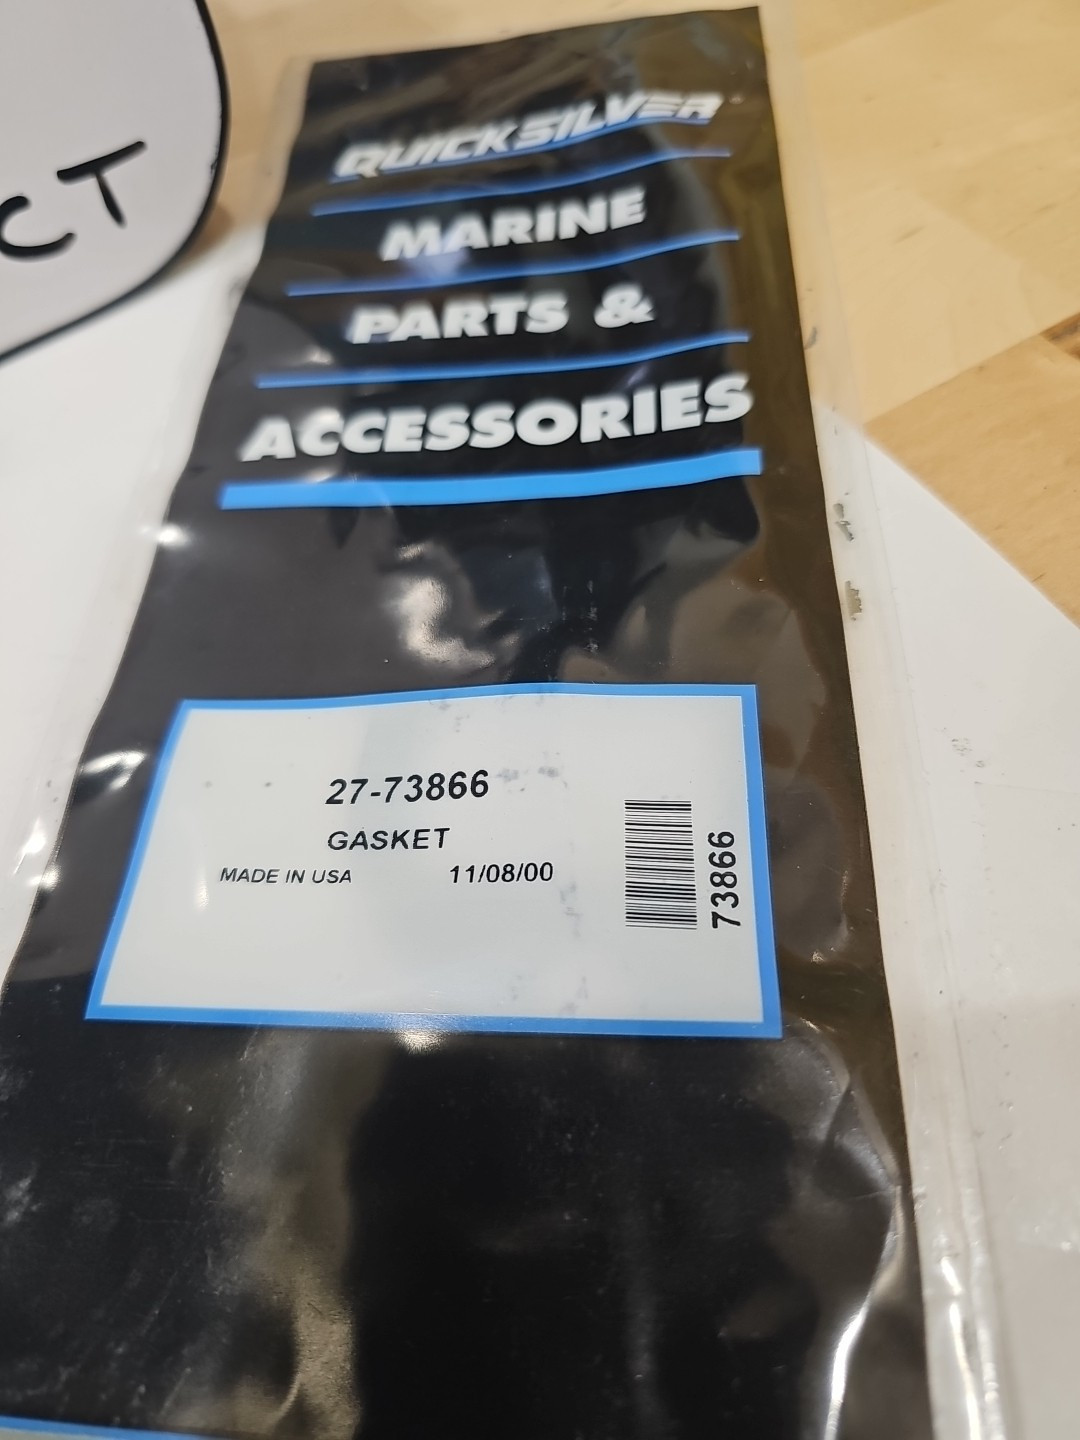 CT
QUICKSILVER
MARINE
PARTS &
ACCESSORIES
27-73866
GASKET
MADE IN USA 11/08/00
73866